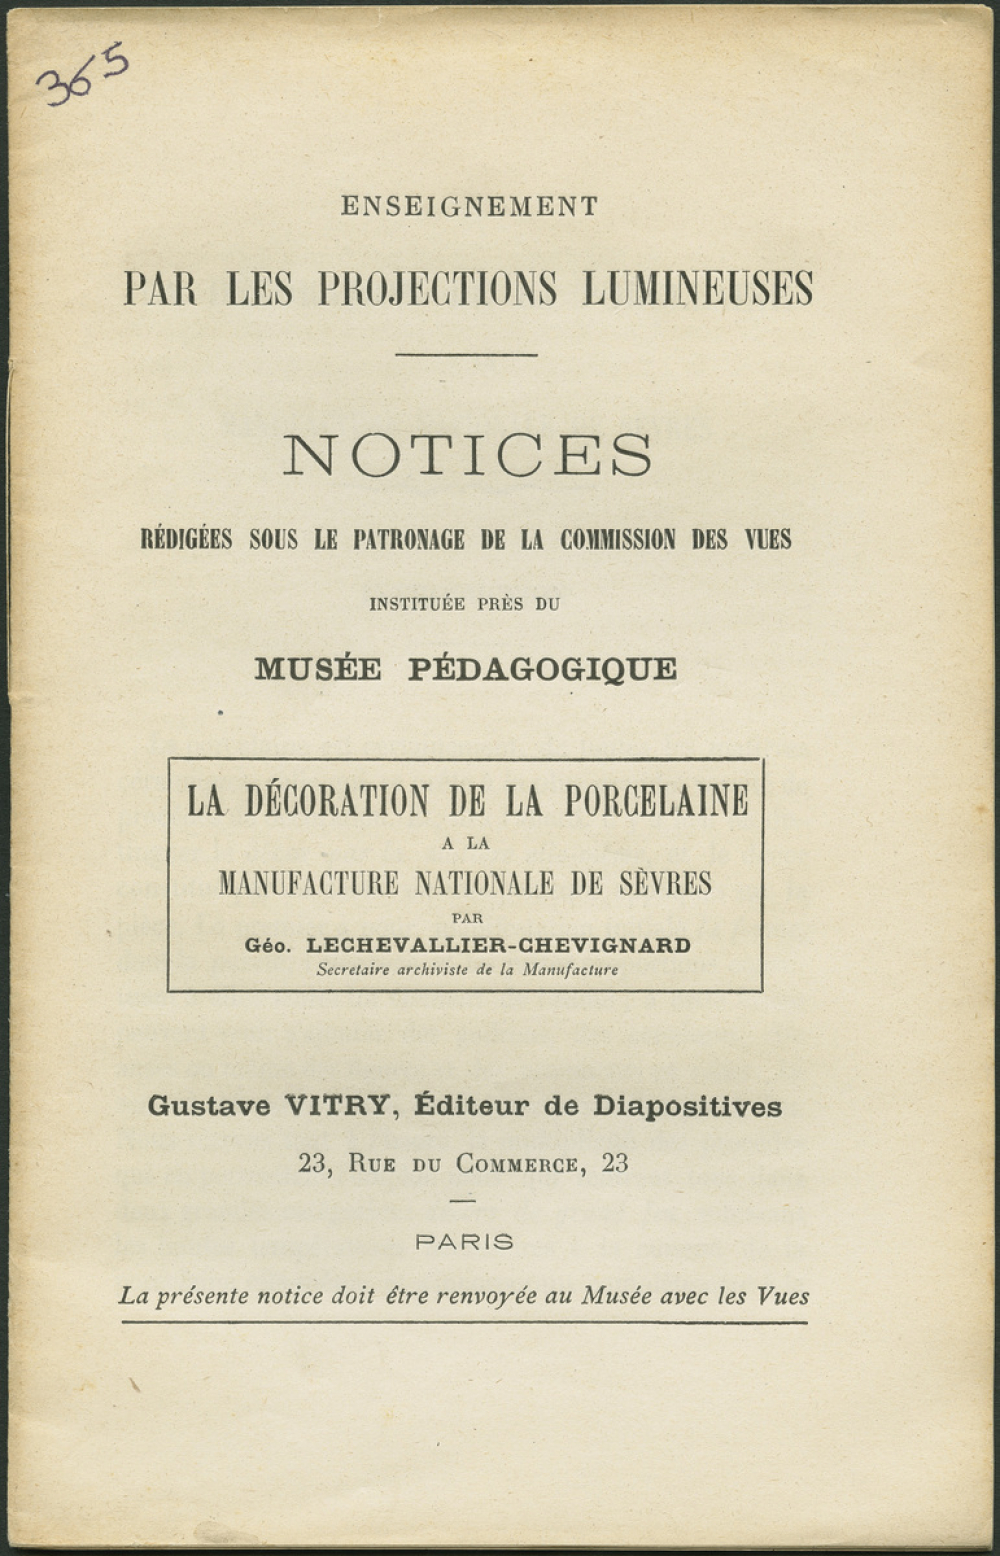 365
ENSEIGNEMENT
PAR LES PROJECTIONS LUMINEUSES
NOTICES
RÉDIGÉES SOUS LE PATRONAGE DE LA COMMISSION DES VUES
INSTITUÉE PRÈS DU
MUSÉE PÉDAGOGIQUE
LA DÉCORATION DE LA PORCELAINE
A LA
MANUFACTURE NATIONALE DE SÈVRES
PAR
Géo. LECHEVALLIER-CHEVIGNARD
Secretaire archiviste de la Manufacture
Gustave VITRY, Éditeur de Diapositives
23, RUE DU COMMERCE, 23
PARIS
La présente notice doit être renvoyée au Musée avec les Vues